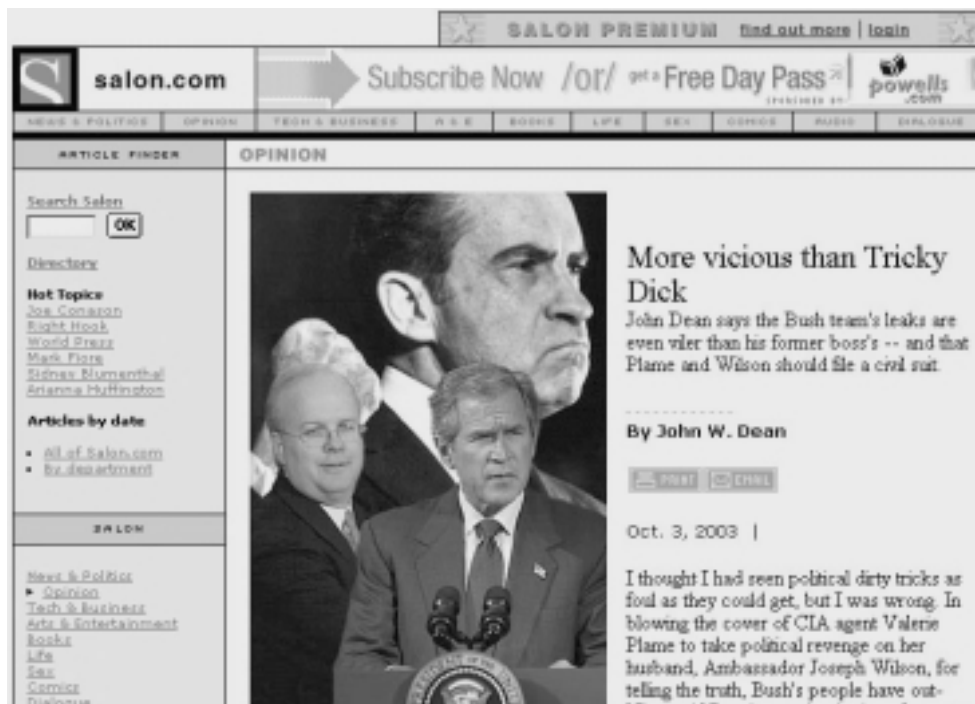 SALON PREMIUM find out more | login
salon.com
Subscribe Now /or/ get a Free Day Pass
SPONSORED BY
powells
.com
NEWS & POLITICS OPINION TECH & BUSINESS A & E BOOKS LIFE SEX COMICS AUDIO DIALOGUE
ARTICLE FINDER
OPINION
Search Salon
OK
Directory
Hot Topics
Joe Conason
Right Hook
World Press
Mark Fiore
Sidney Blumenthal
Arianna Huffington
Articles by date
All of Salon.com
By department
SALON
News & Politics
Opinion
Tech & Business
Arts & Entertainment
Books
Life
Sex
Comics
Dialogue
More vicious than Tricky
Dick
John Dean says the Bush team's leaks are
even viler than his former boss's -- and that
Plame and Wilson should file a civil suit.
By John W. Dean
PRINT EMAIL
Oct. 3, 2003 |
I thought I had seen political dirty tricks as
foul as they could get, but I was wrong. In
blowing the cover of CIA agent Valerie
Plame to take political revenge on her
husband, Ambassador Joseph Wilson, for
telling the truth, Bush's people have out-